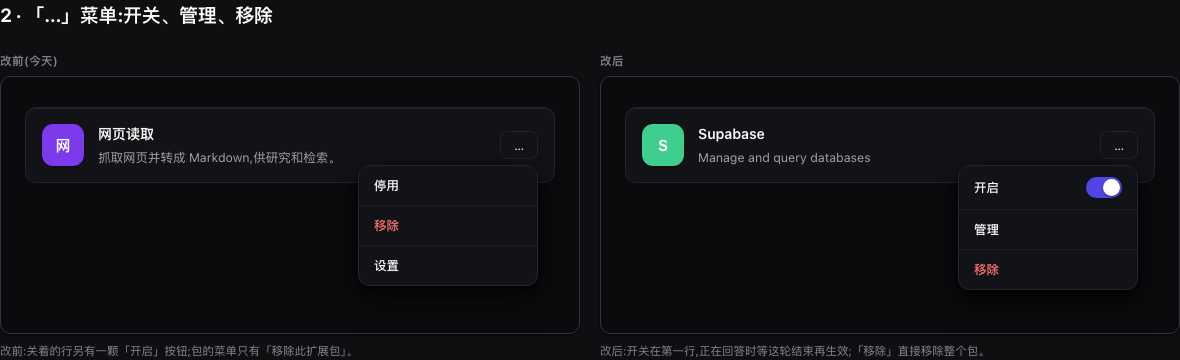 2 · 「...」菜单:开关、管理、移除
改前(今天)
网
网页读取
抓取网页并转成 Markdown,供研究和检索。
...
停用
移除
设置
改前:关着的行另有一颗「开启」按钮;包的菜单只有「移除此扩展包」。
改后
S
Supabase
Manage and query databases
...
开启
管理
移除
改后:开关在第一行,正在回答时等这轮结束再生效;「移除」直接移除整个包。